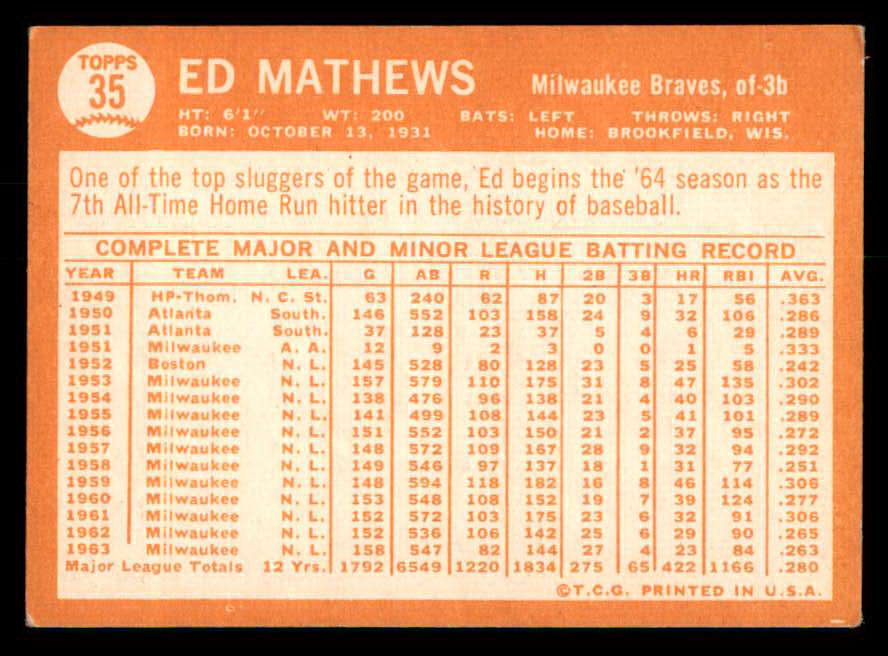 TOPPS
35
ED MATHEWS Milwaukee Braves, of-3b
HT: 6'1" WT: 200 BATS: LEFT THROWS: RIGHT
BORN: OCTOBER 13, 1931 HOME: BROOKFIELD, WIS.
One of the top sluggers of the game, Ed begins the '64 season as the
7th All-Time Home Run hitter in the history of baseball.
COMPLETE MAJOR AND MINOR LEAGUE BATTING RECORD
YEAR TEAM LEA. G AB R H 2B 3B HR RBI AVG.
1949 HP-Thom. N. C. St. 63 240 62 87 20 3 17 56 .363
1950 Atlanta South. 146 552 103 158 24 9 32 106 .286
1951 Atlanta South. 37 128 23 37 5 4 6 29 .289
1951 Milwaukee A. A. 12 9 2 3 0 0 1 5 .333
1952 Boston N. L. 145 528 80 128 23 5 25 58 .242
1953 Milwaukee N. L. 157 579 110 175 31 8 47 135 .302
1954 Milwaukee N. L. 138 476 96 138 21 4 40 103 .290
1955 Milwaukee N. L. 141 499 108 144 23 5 41 101 .289
1956 Milwaukee N. L. 151 552 103 150 21 2 37 95 .272
1957 Milwaukee N. L. 148 572 109 167 28 9 32 94 .292
1958 Milwaukee N. L. 149 546 97 137 18 1 31 77 .251
1959 Milwaukee N. L. 148 594 118 182 16 8 46 114 .306
1960 Milwaukee N. L. 153 548 108 152 19 7 39 124 .277
1961 Milwaukee N. L. 152 572 103 175 23 6 32 91 .306
1962 Milwaukee N. L. 152 536 106 142 25 6 29 90 .265
1963 Milwaukee N. L. 158 547 82 144 27 4 23 84 .263
Major League Totals 12 Yrs. 1792 6549 1220 1834 275 65 422 1166 .280
©T.C.G. PRINTED IN U.S.A.